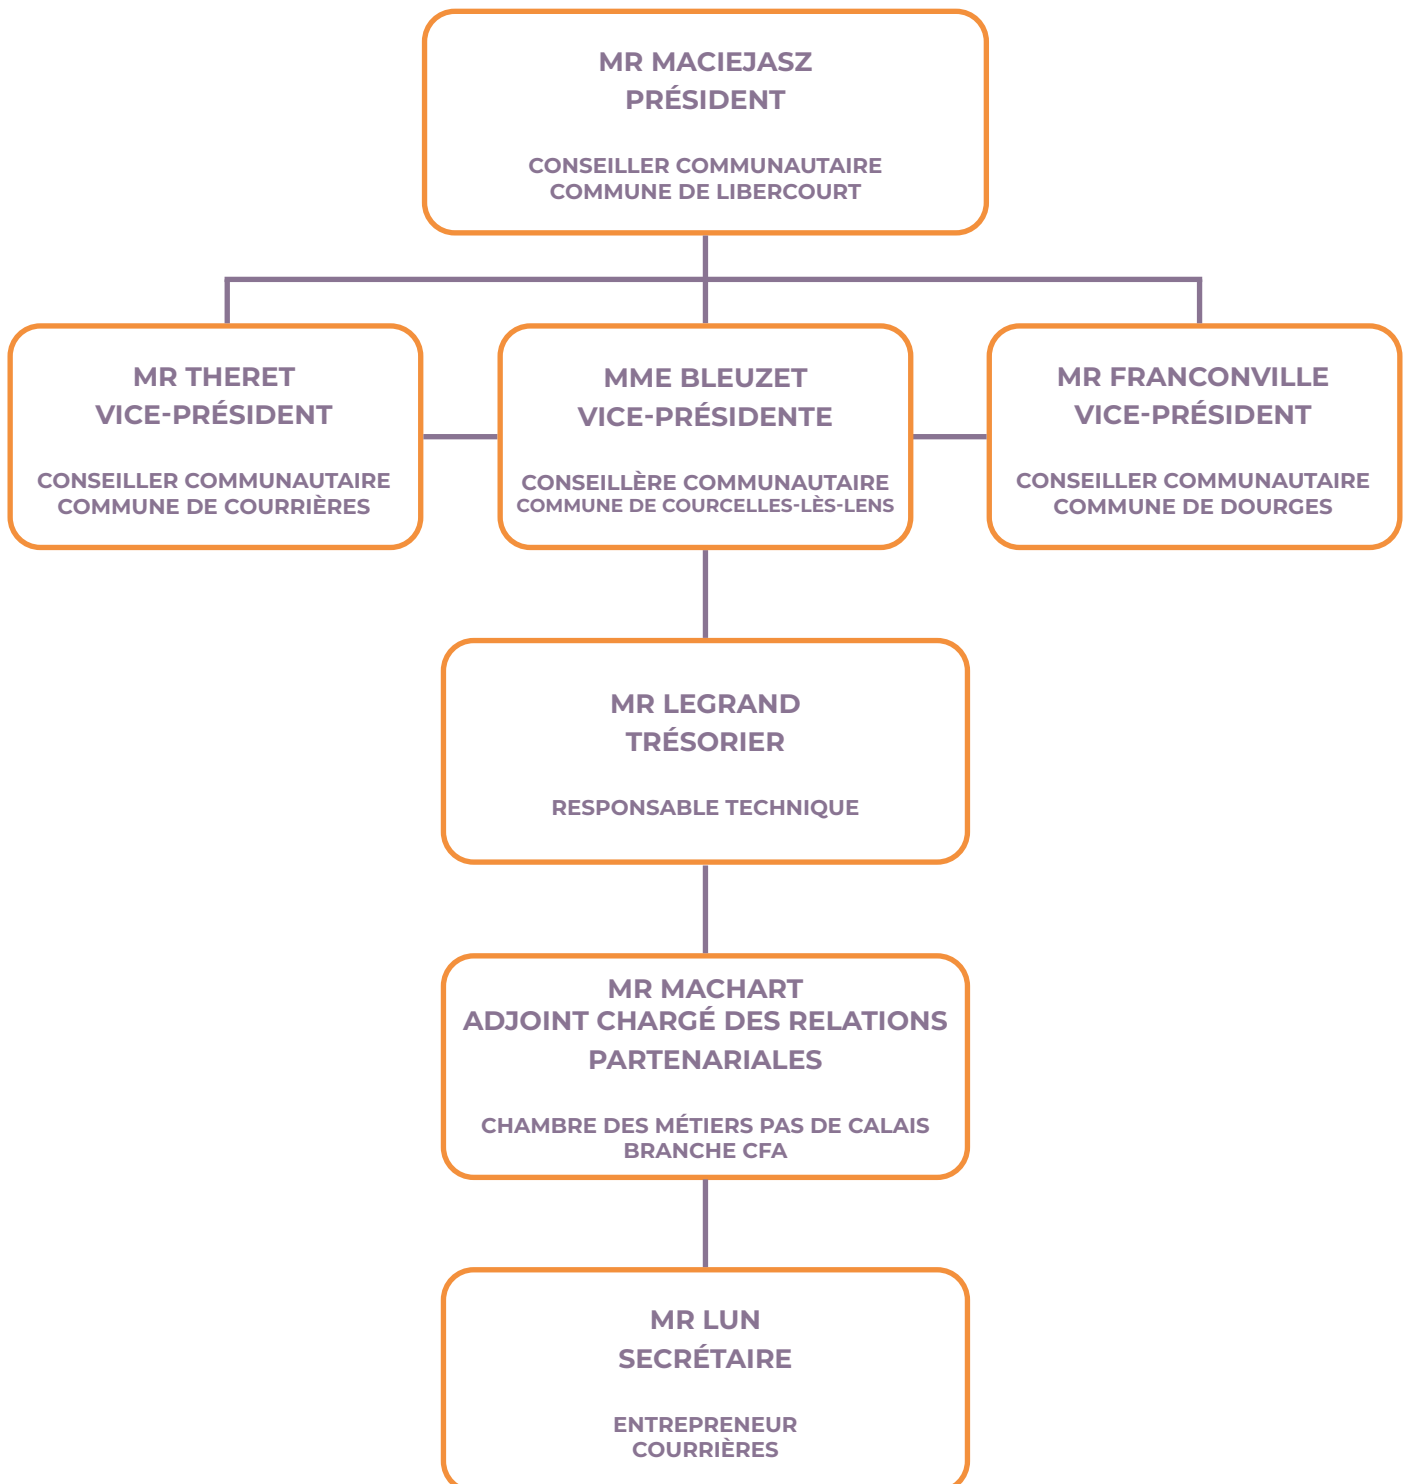 MR MACIEJASZ
PRÉSIDENT
CONSEILLER COMMUNAUTAIRE
COMMUNE DE LIBERCOURT
MR THERET
VICE-PRÉSIDENT
CONSEILLER COMMUNAUTAIRE
COMMUNE DE COURRIÈRES
MME BLEUZET
VICE-PRÉSIDENTE
CONSEILLÈRE COMMUNAUTAIRE
COMMUNE DE COURCELLES-LÈS-LENS
MR FRANCONVILLE
VICE-PRÉSIDENT
CONSEILLER COMMUNAUTAIRE
COMMUNE DE DOURGES
MR LEGRAND
TRÉSORIER
RESPONSABLE TECHNIQUE
MR MACHART
ADJOINT CHARGÉ DES RELATIONS
PARTENARIALES
CHAMBRE DES MÉTIERS PAS DE CALAIS
BRANCHE CFA
MR LUN
SECRÉTAIRE
ENTREPRENEUR
COURRIÈRES